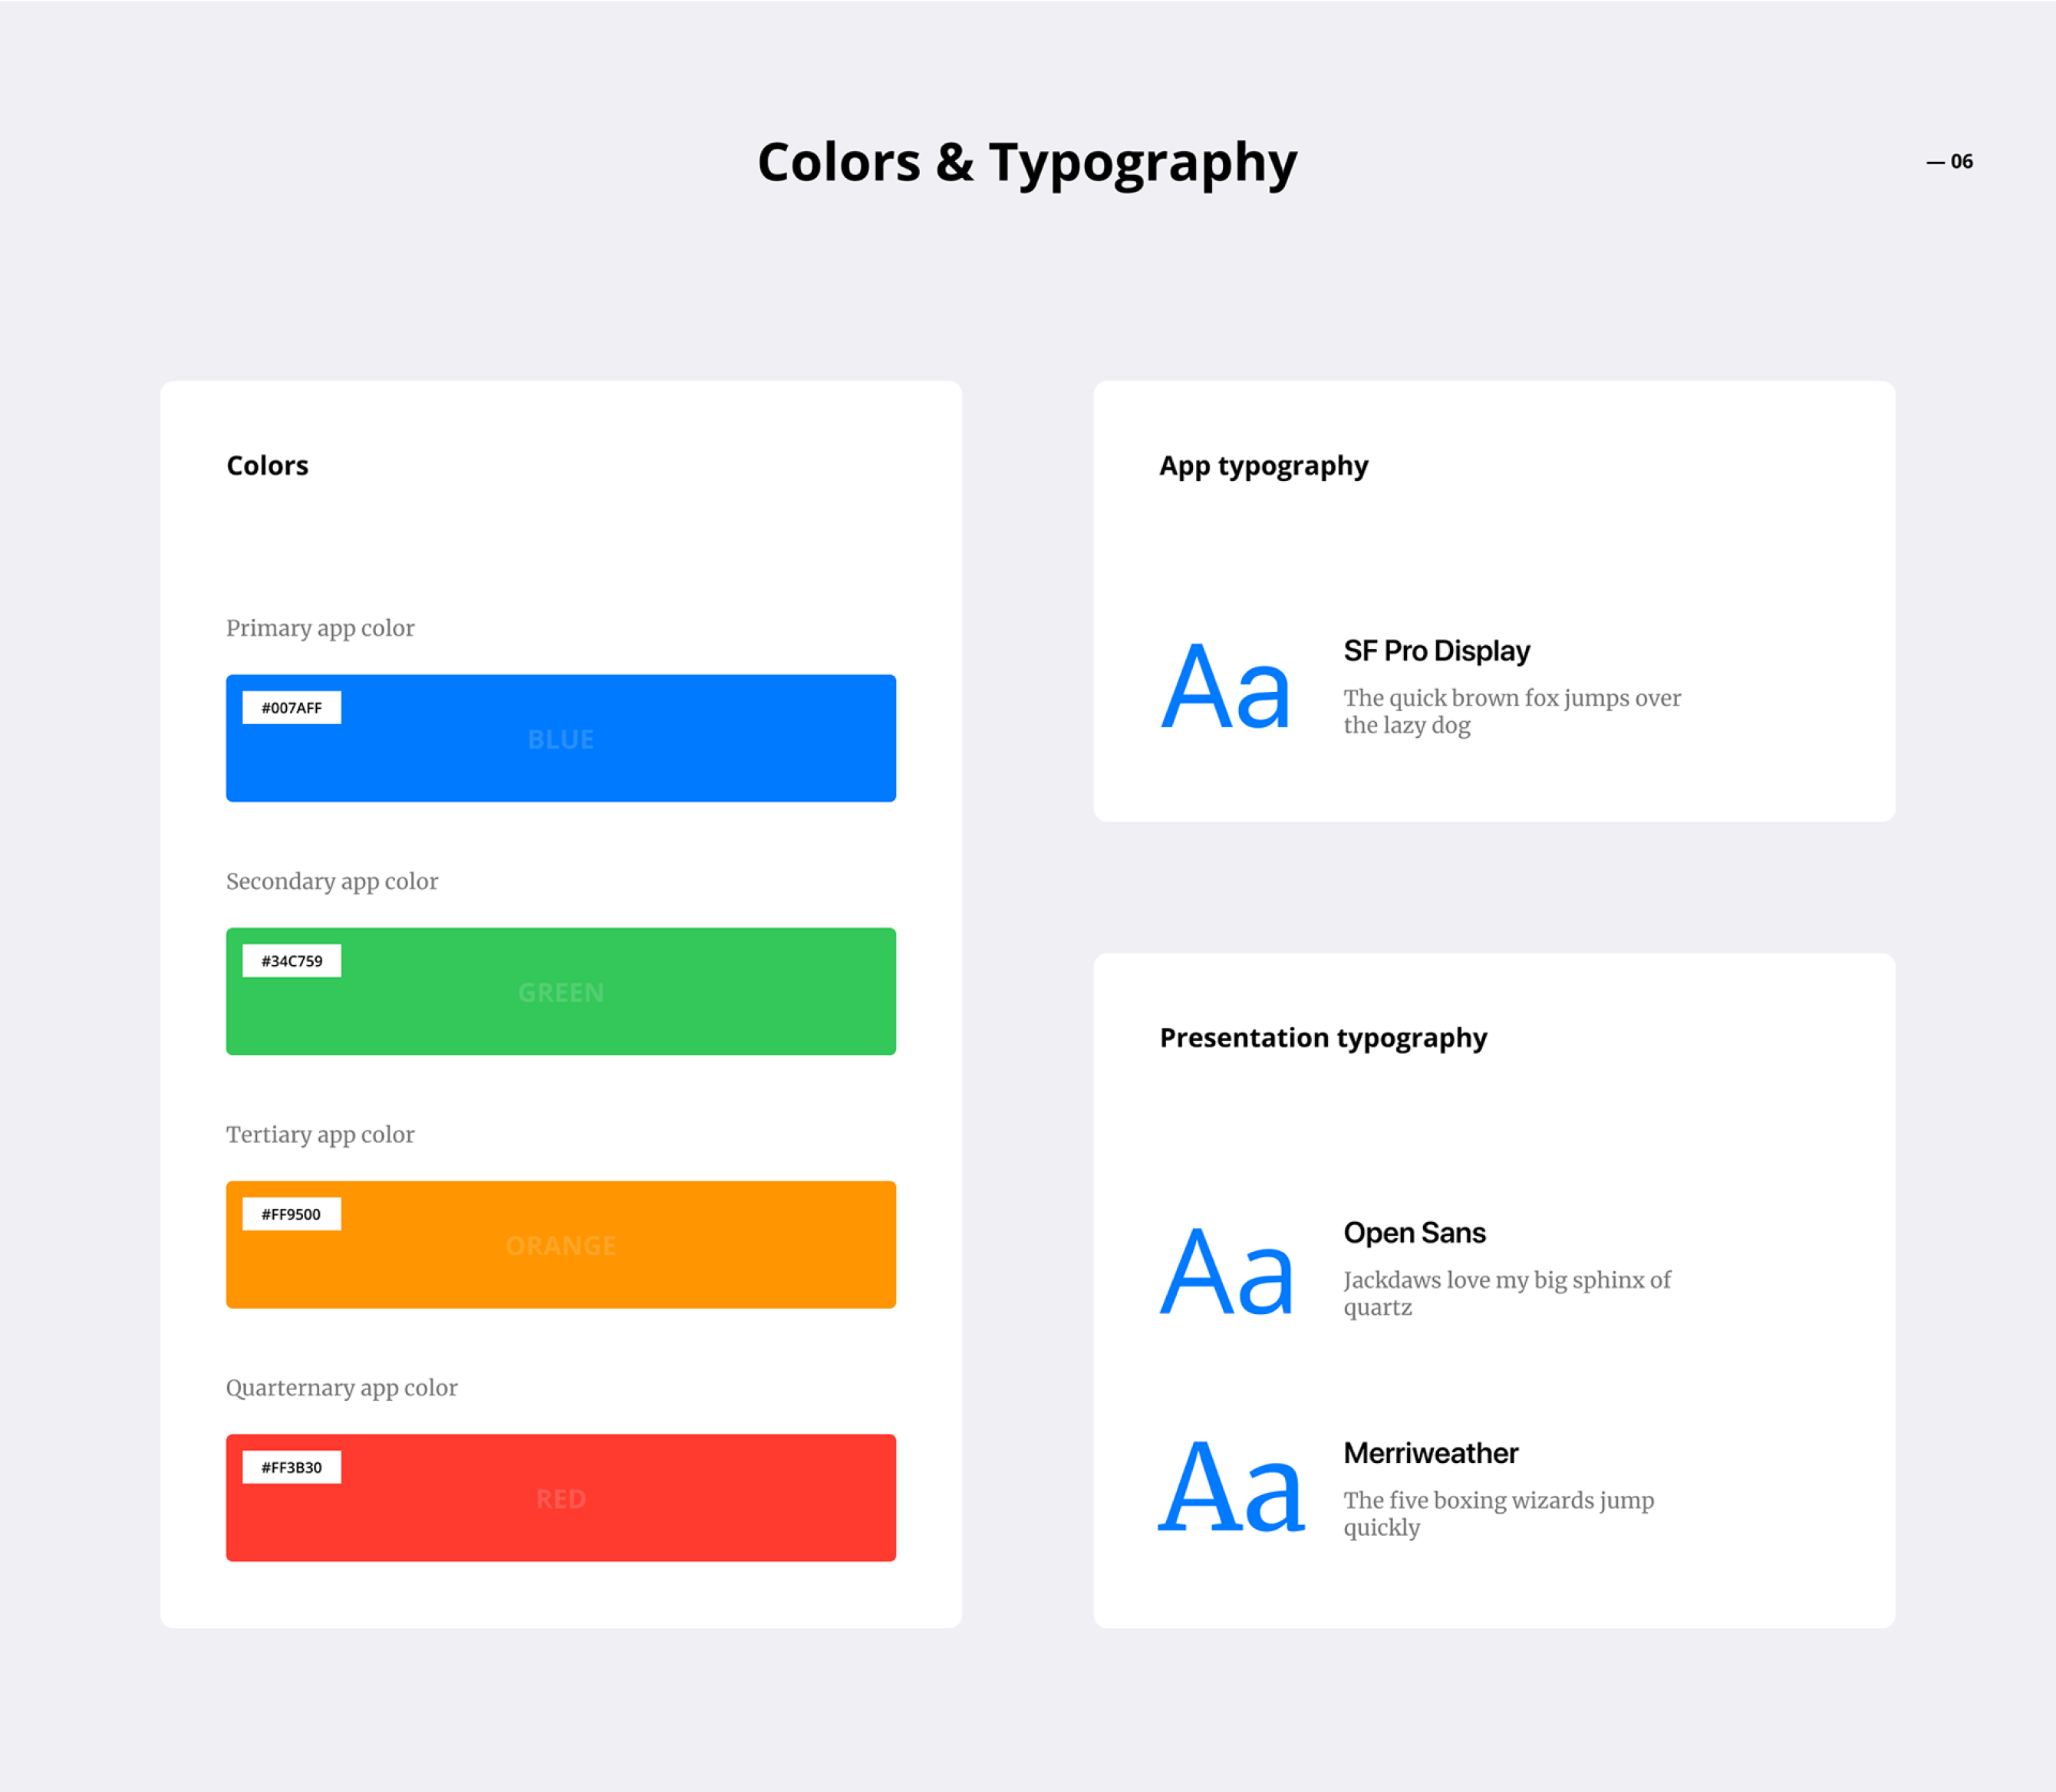 Colors & Typography
— 06
Colors
Primary app color
#007AFF
BLUE
Secondary app color
#34C759
GREEN
Tertiary app color
#FF9500
ORANGE
Quarternary app color
#FF3B30
RED
App typography
Aa
SF Pro Display
The quick brown fox jumps over
the lazy dog
Presentation typography
Aa
Open Sans
Jackdaws love my big sphinx of
quartz
Aa
Merriweather
The five boxing wizards jump
quickly